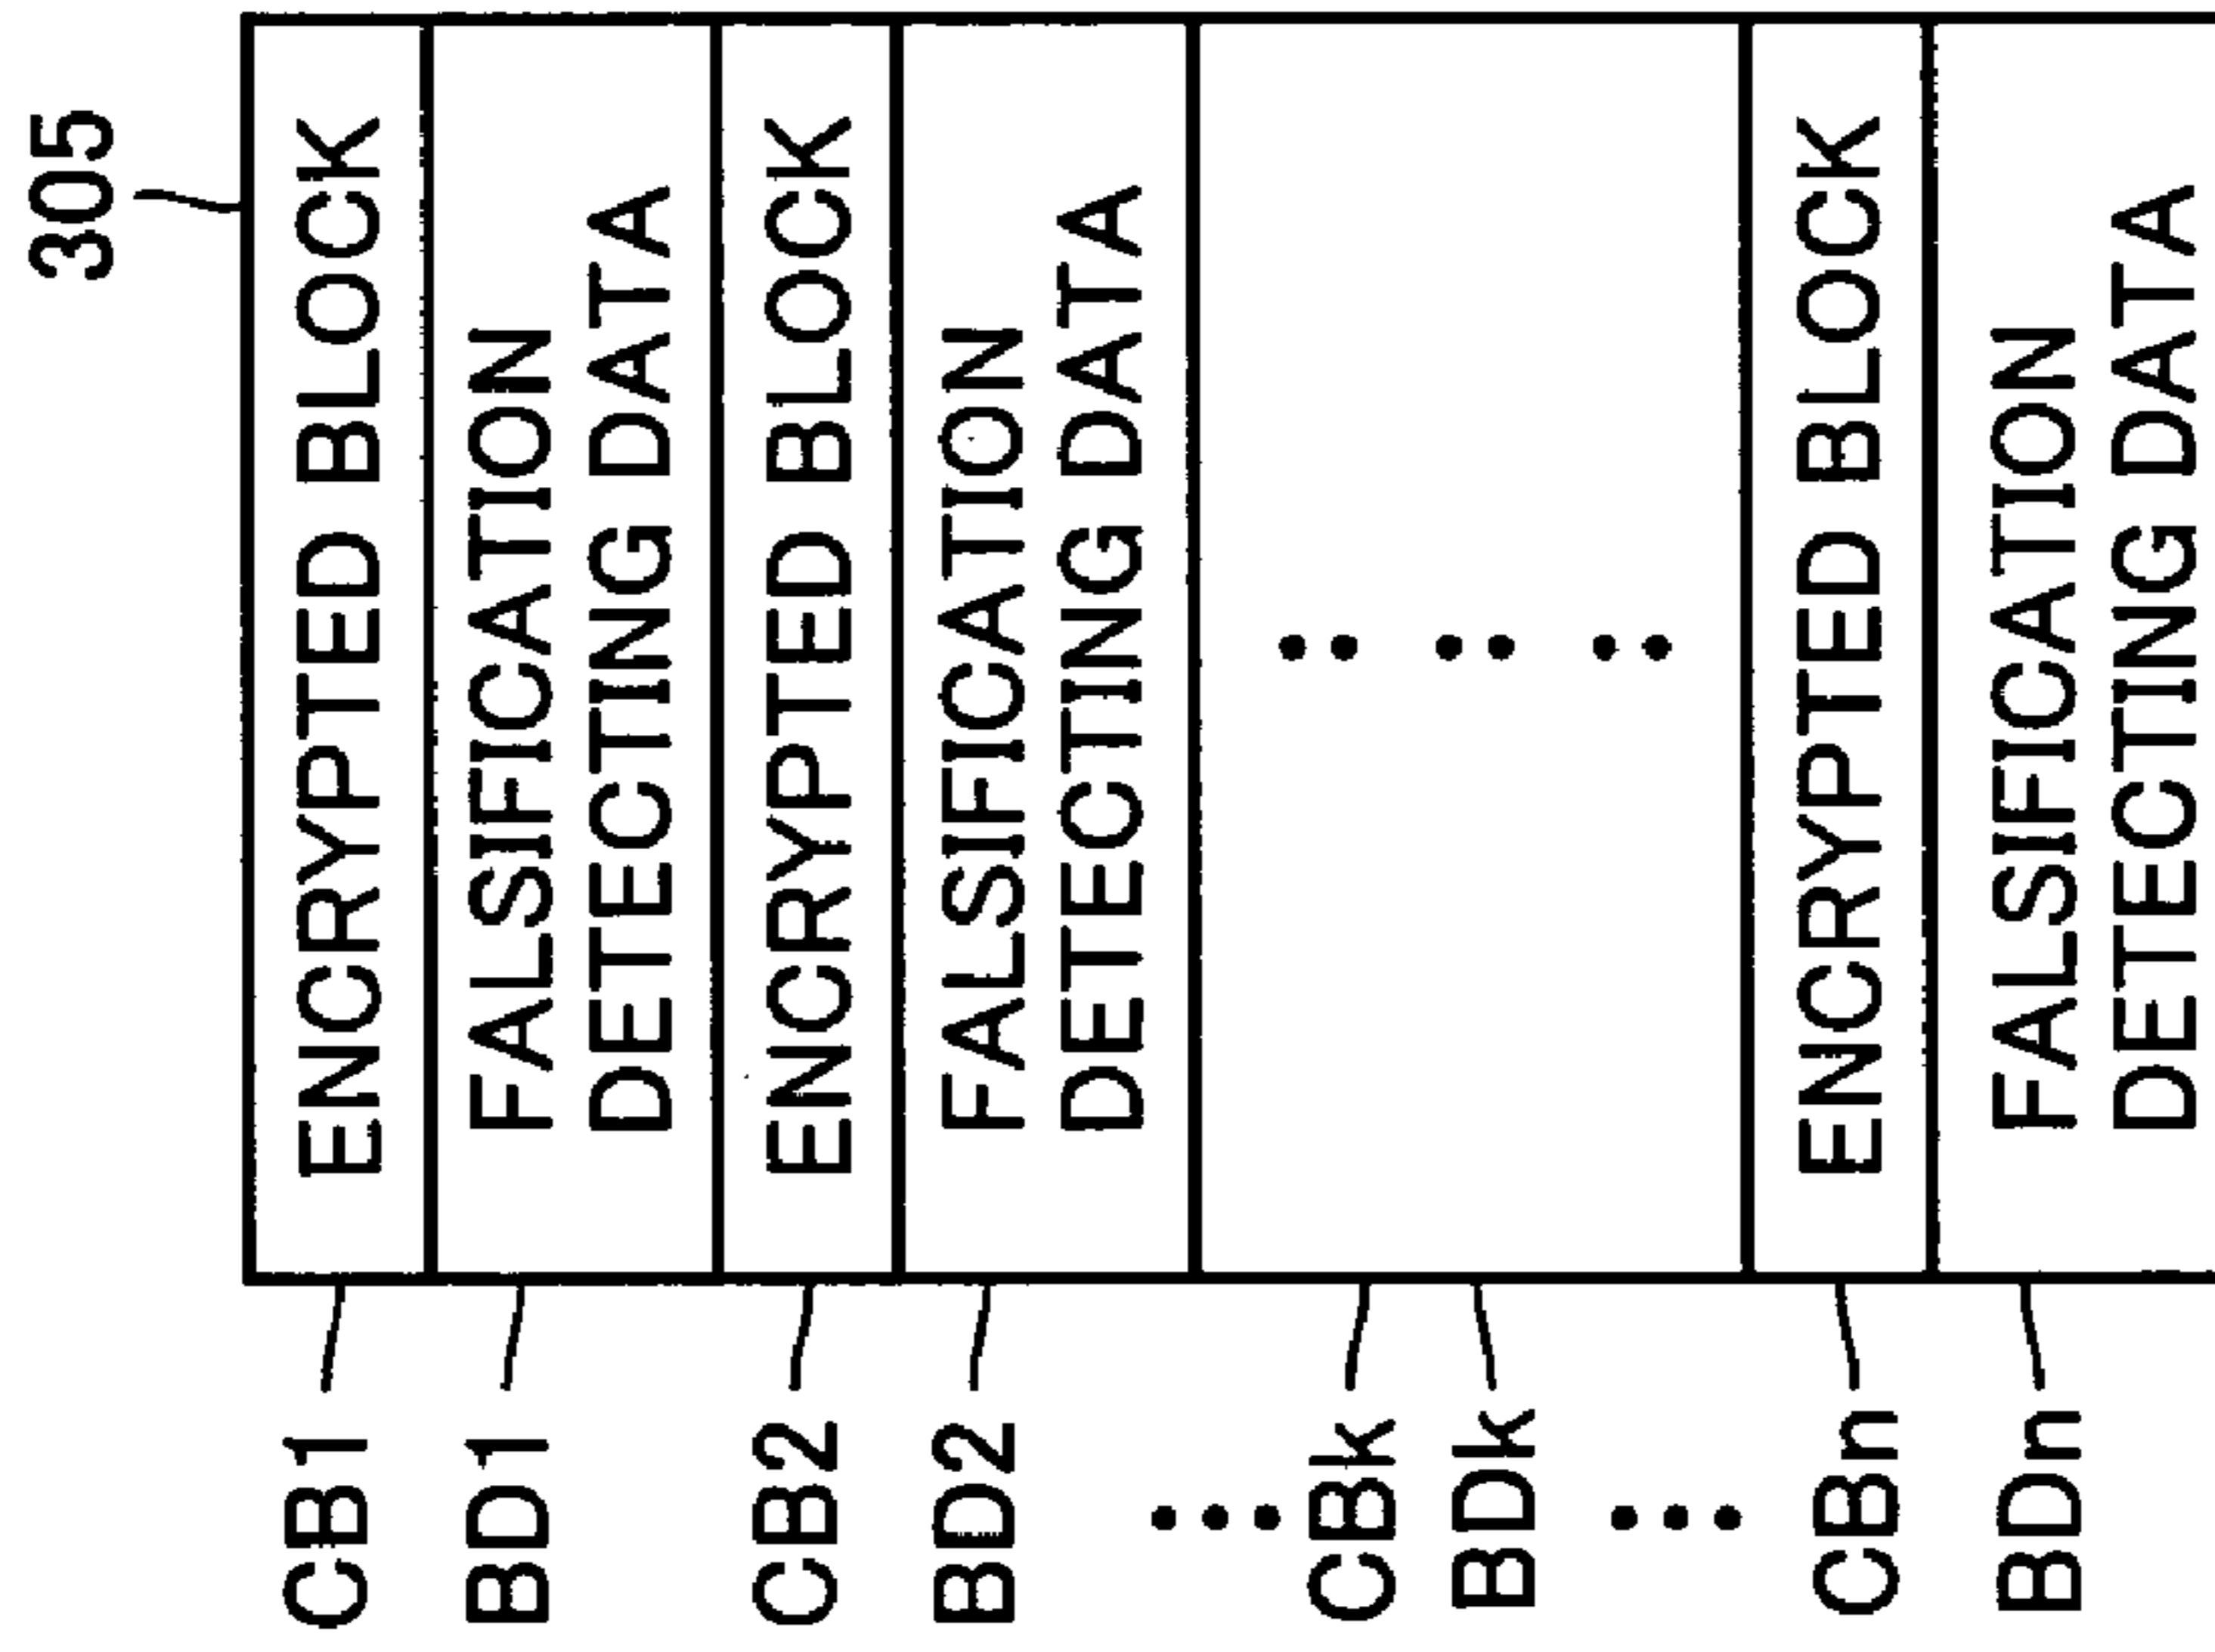 305
CB1 ENCRYPTED BLOCK
BD1 FALSIFICATION
DETECTING DATA
CB2 ENCRYPTED BLOCK
BD2 FALSIFICATION
DETECTING DATA
CBk
BDk
CBn ENCRYPTED BLOCK
BDn FALSIFICATION
DETECTING DATA